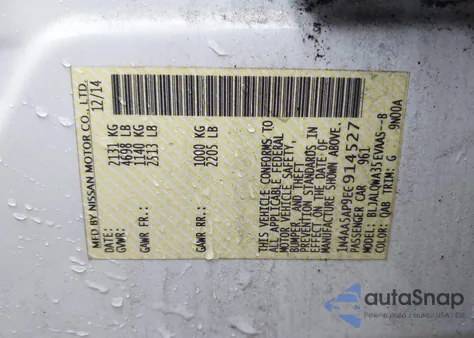 MFD. BY NISSAN MOTOR CO., LTD.
12/14
GVWR: 2131 KG
4698 LB
GAWR FR.: 1140 KG
2513 LB
GAWR RR.: 1000 KG
2205 LB
THIS VEHICLE CONFORMS TO
ALL APPLICABLE FEDERAL
MOTOR VEHICLE SAFETY,
BUMPER, AND THEFT
PREVENTION STANDARDS IN
EFFECT ON THE DATE OF
MANUFACTURE SHOWN ABOVE.
1N4AA5AP9EC914527
PASSENGER CAR 961
MODEL: BLJALOWA35EVAAS--B
COLOR: QAB TRIM: G 9N00A
autoSnap